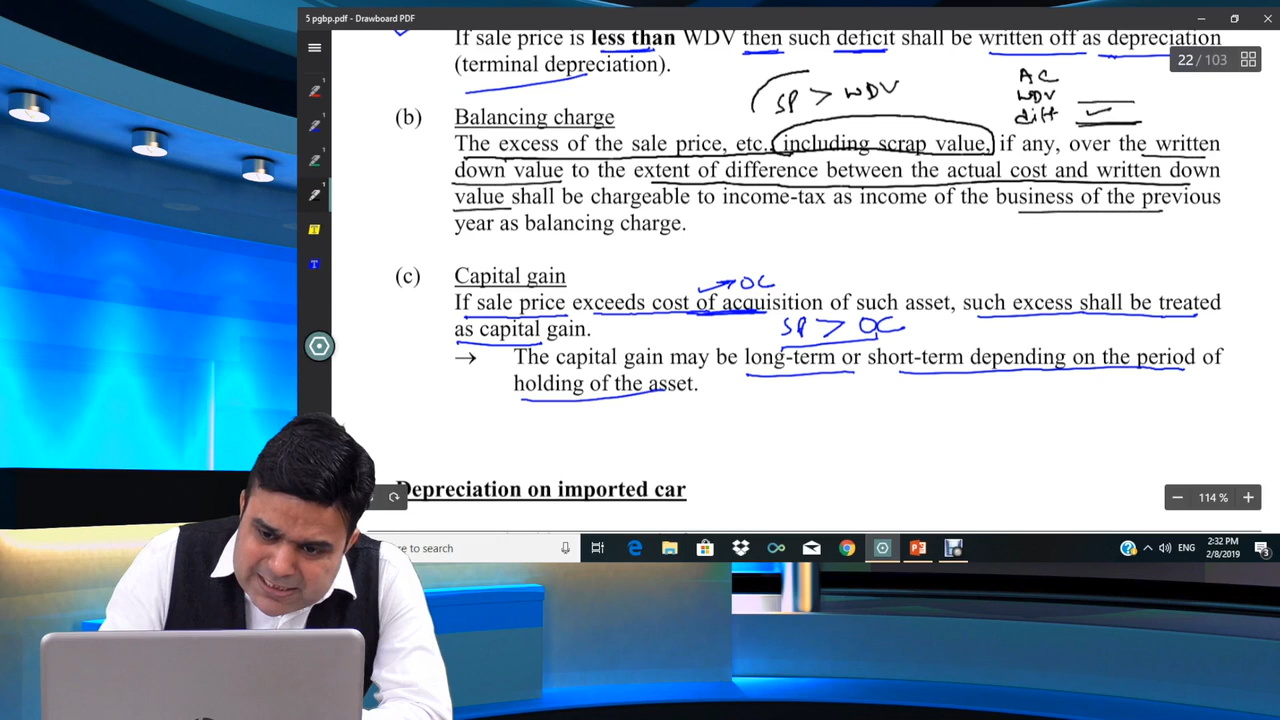 5 pgbp.pdf - Drawboard PDF
If sale price is less than WDV then such deficit shall be written off as depreciation
(terminal depreciation).
22 / 103
SP > WDV
AC
WDV
diff
(b) Balancing charge
The excess of the sale price, etc. including scrap value, if any, over the written
down value to the extent of difference between the actual cost and written down
value shall be chargeable to income-tax as income of the business of the previous
year as balancing charge.
(c) Capital gain
OC
If sale price exceeds cost of acquisition of such asset, such excess shall be treated
as capital gain.
SP > OC
→ The capital gain may be long-term or short-term depending on the period of
holding of the asset.
Depreciation on imported car
114 %
re to search
ENG
2:32 PM
2/8/2019
3